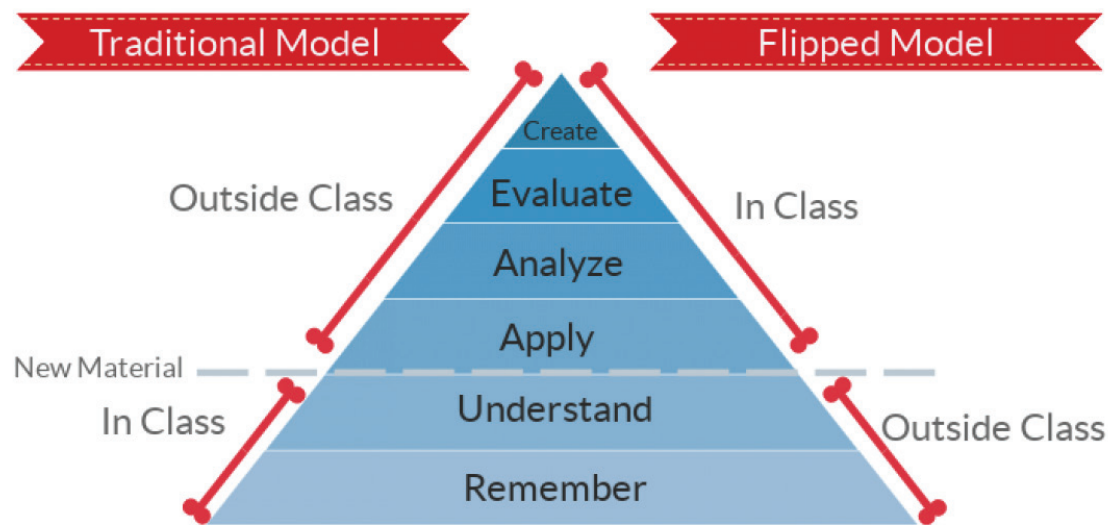 Traditional Model
Flipped Model
Create
Outside Class
Evaluate
In Class
Analyze
Apply
New Material
In Class
Understand
Outside Class
Remember